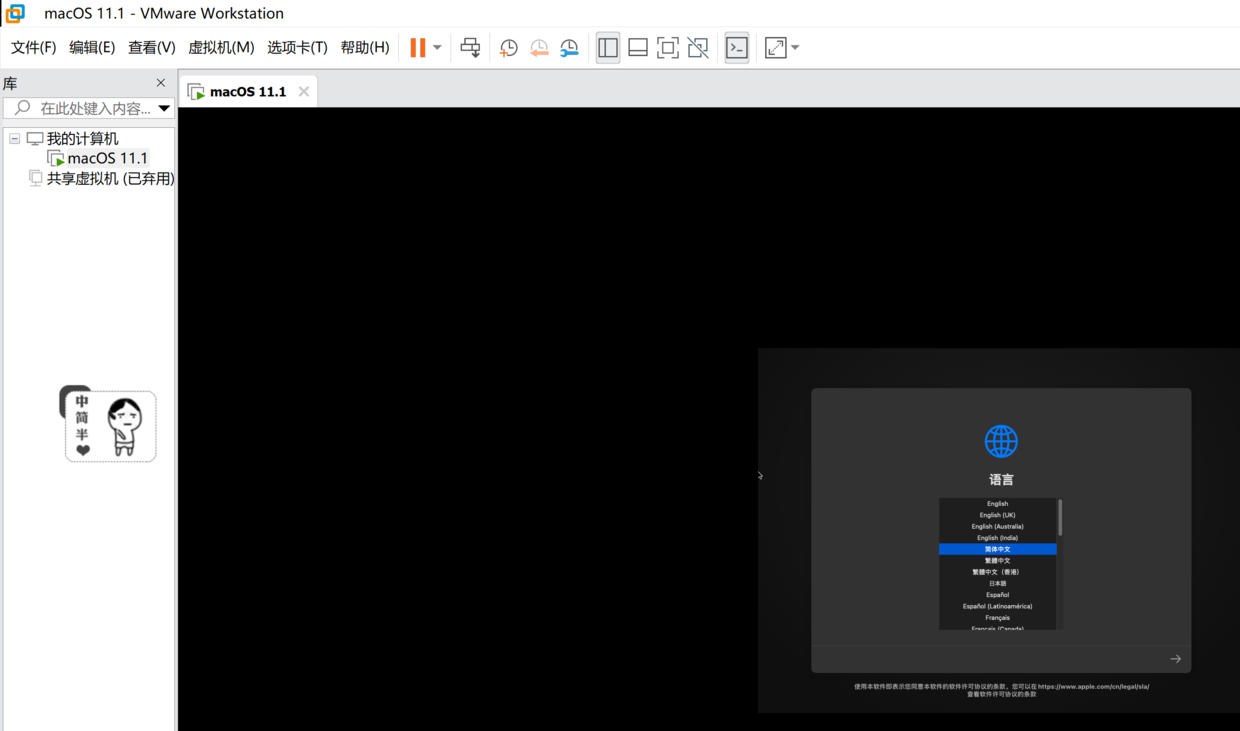 macOS 11.1 - VMware Workstation
文件(F) 编辑(E) 查看(V) 虚拟机(M) 选项卡(T) 帮助(H)
库
macOS 11.1
在此处键入内容...
我的计算机
macOS 11.1
共享虚拟机 (已弃用)
中
简
半
语言
English
English (UK)
English (Australia)
English (India)
简体中文
繁體中文
繁體中文（香港）
日本語
Español
Español (Latinoamérica)
Français
Français (Canada)
使用本软件即表示您同意本软件的软件许可协议的条款。您可以在 https://www.apple.com/cn/legal/sla/
查看软件许可协议的条款